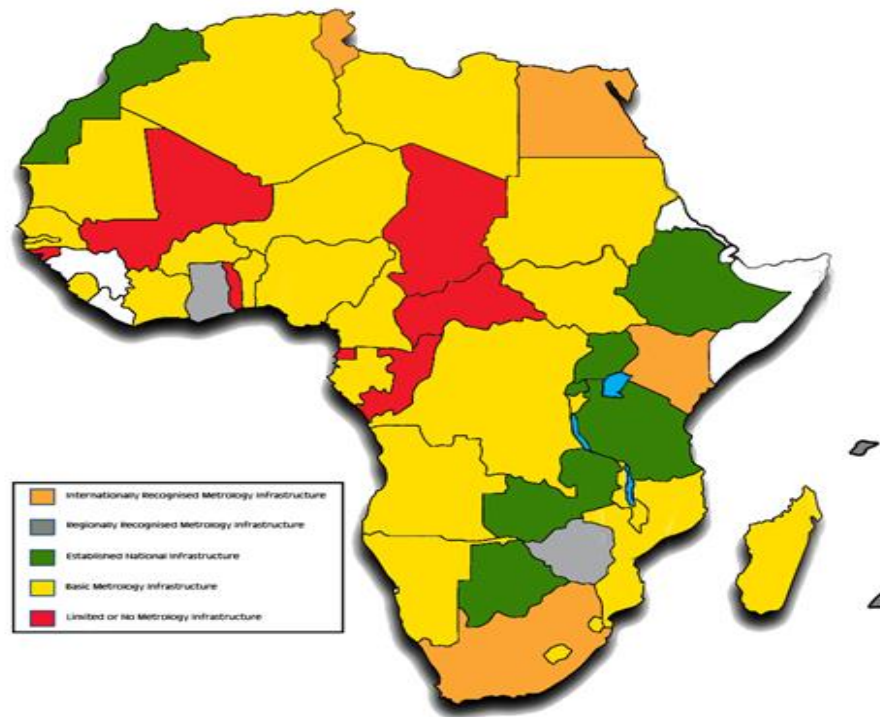 Internationally Recognised Metrology Infrastructure
Regionally Recognised Metrology Infrastructure
Established National Infrastructure
Basic Metrology Infrastructure
Limited or No Metrology Infrastructure